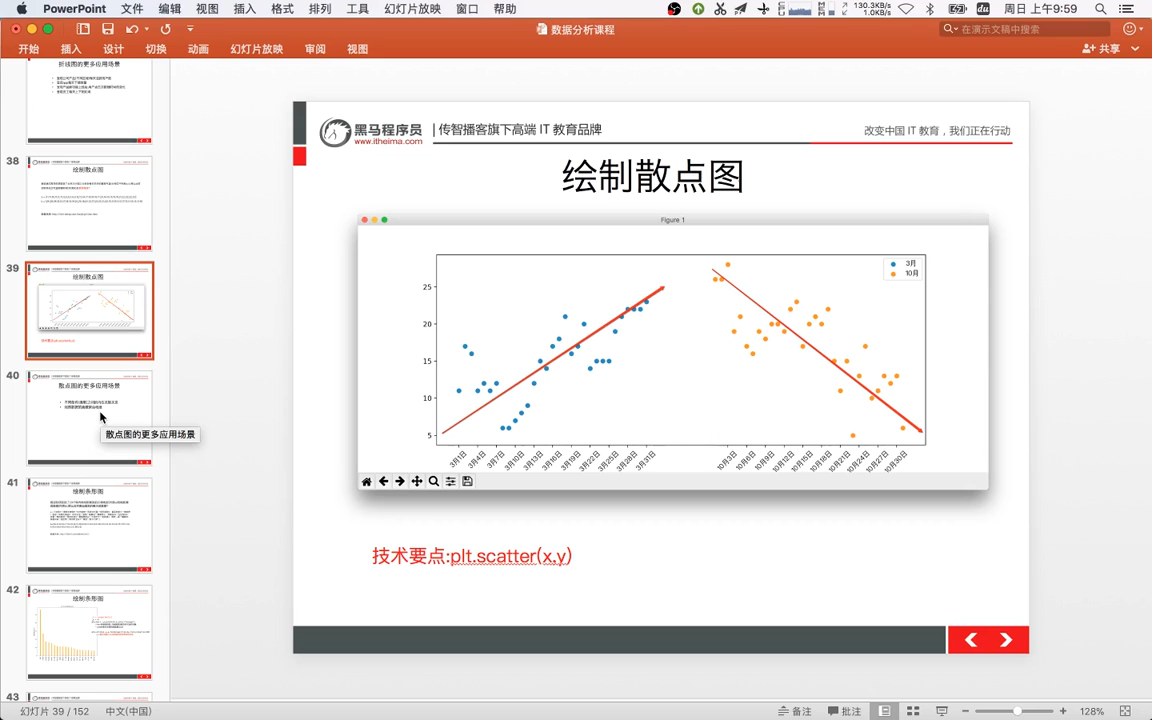 PowerPoint 文件 编辑 视图 插入 格式 排列 工具 幻灯片放映 窗口 帮助 130.3KB/s 1.0KB/s 周日 上午9:59
数据分析课程
在演示文稿中搜索
开始 插入 设计 切换 动画 幻灯片放映 审阅 视图 共享
折线图的更多应用场景
38
绘制散点图
39
绘制散点图
技术要点:plt.scatter(x,y)
40
散点图的更多应用场景
散点图的更多应用场景
41
绘制条形图
42
绘制条形图
43
黑马程序员
www.itheima.com
传智播客旗下高端 IT 教育品牌
改变中国 IT 教育，我们正在行动
绘制散点图
Figure 1
3月
10月
25
20
15
10
5
3月1日 3月4日 3月7日 3月10日 3月13日 3月16日 3月19日 3月22日 3月25日 3月28日 3月31日 10月3日 10月6日 10月9日 10月12日 10月15日 10月18日 10月21日 10月24日 10月27日 10月30日
技术要点:plt.scatter(x,y)
幻灯片 39 / 152 中文(中国) 备注 批注 128%